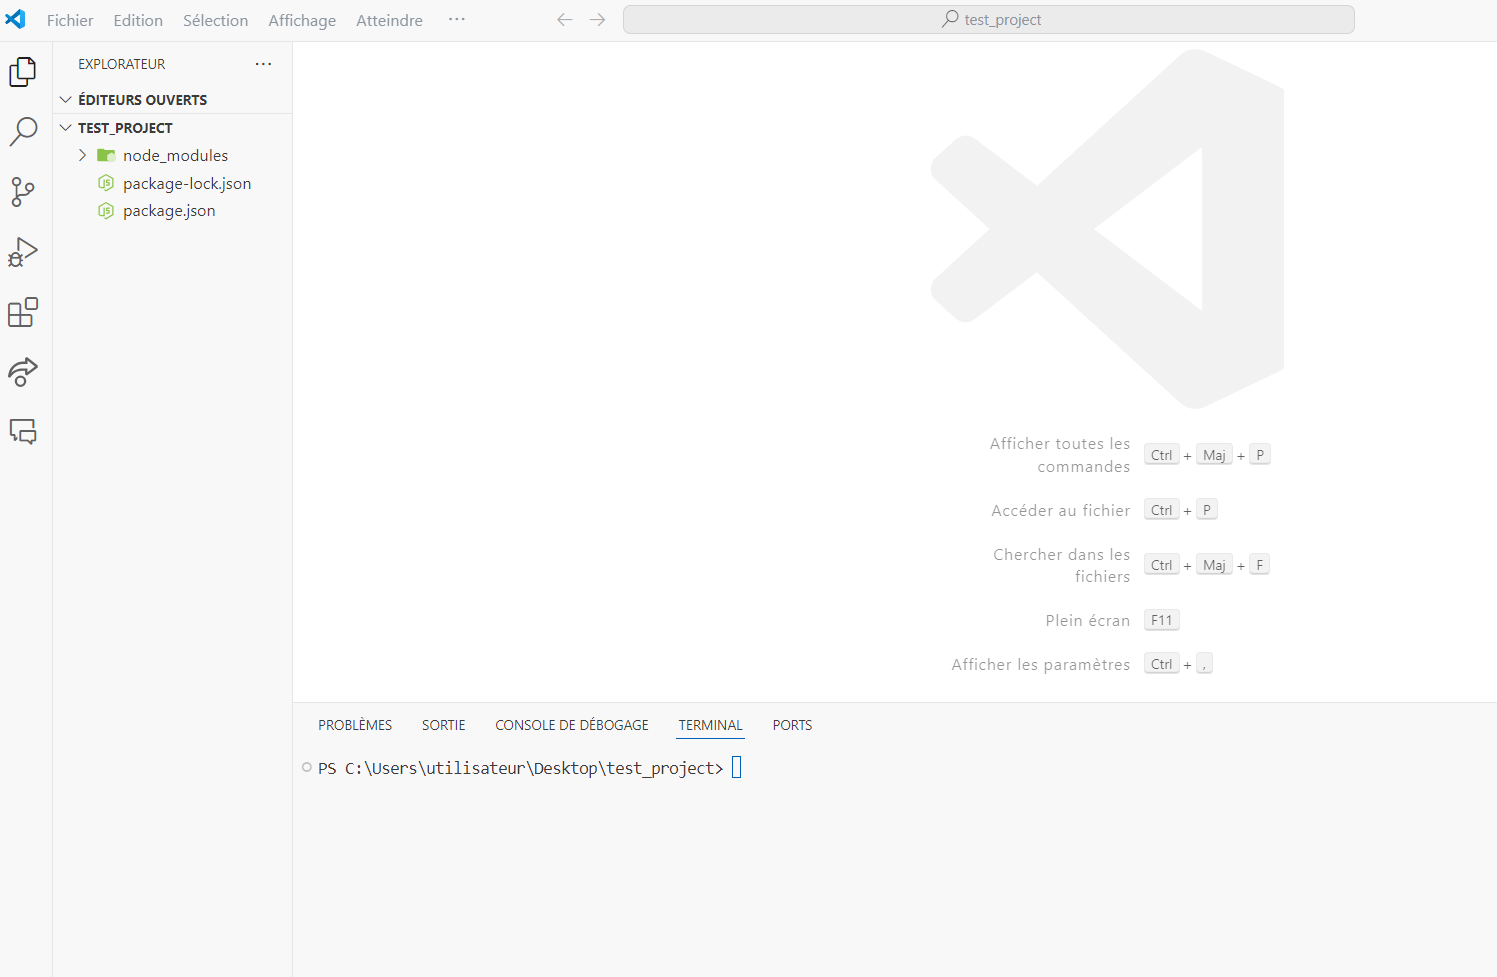 Fichier Edition Sélection Affichage Atteindre ··· test_project
EXPLORATEUR ···
ÉDITEURS OUVERTS
TEST_PROJECT
node_modules
package-lock.json
package.json
Afficher toutes les
commandes
Ctrl + Maj + P
Accéder au fichier Ctrl + P
Chercher dans les
fichiers
Ctrl + Maj + F
Plein écran F11
Afficher les paramètres Ctrl + ,
PROBLÈMES SORTIE CONSOLE DE DÉBOGAGE TERMINAL PORTS
PS C:\Users\utilisateur\Desktop\test_project>